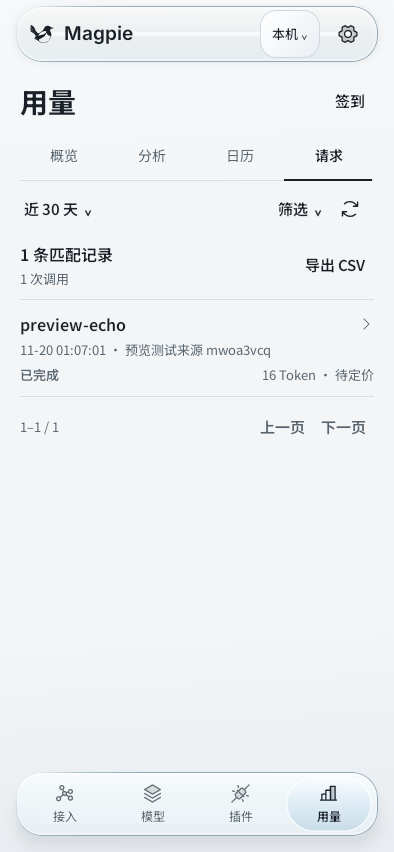 Magpie
本机
用量
签到
概览 分析 日历 请求
近 30 天 筛选
1 条匹配记录
1 次调用
导出 CSV
preview-echo
11-20 01:07:01 • 预览测试来源 mwoa3vcq
已完成 16 Token • 待定价
1–1 / 1 上一页 下一页
接入 模型 插件 用量